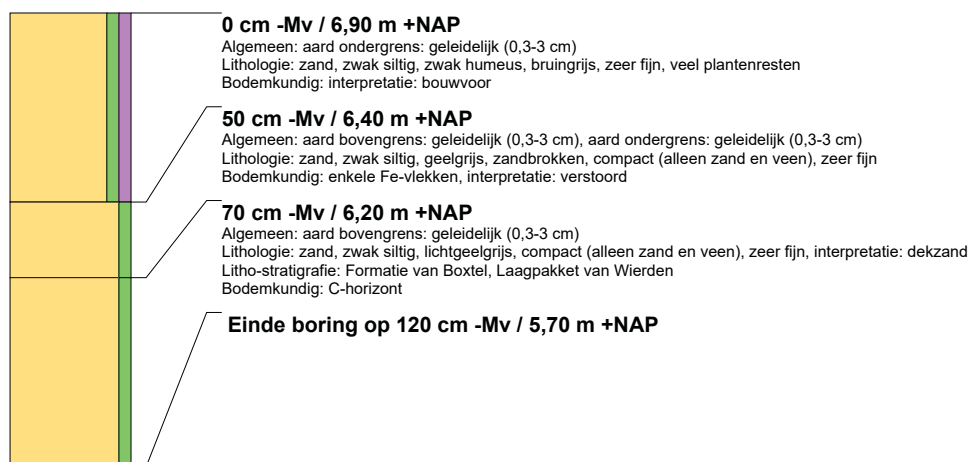 0 cm -Mv / 6,90 m +NAP
Algemeen: aard ondergrens: geleidelijk (0,3-3 cm)
Lithologie: zand, zwak siltig, zwak humeus, bruingrijs, zeer fijn, veel plantenresten
Bodemkundig: interpretatie: bouwvoor
50 cm -Mv / 6,40 m +NAP
Algemeen: aard bovengrens: geleidelijk (0,3-3 cm), aard ondergrens: geleidelijk (0,3-3 cm)
Lithologie: zand, zwak siltig, geelgrijs, zandbrokken, compact (alleen zand en veen), zeer fijn
Bodemkundig: enkele Fe-vlekken, interpretatie: verstoord
70 cm -Mv / 6,20 m +NAP
Algemeen: aard bovengrens: geleidelijk (0,3-3 cm)
Lithologie: zand, zwak siltig, lichtgeelgrijs, compact (alleen zand en veen), zeer fijn, interpretatie: dekzand
Litho-stratigrafie: Formatie van Boxtel, Laagpakket van Wierden
Bodemkundig: C-horizont
Einde boring op 120 cm -Mv / 5,70 m +NAP